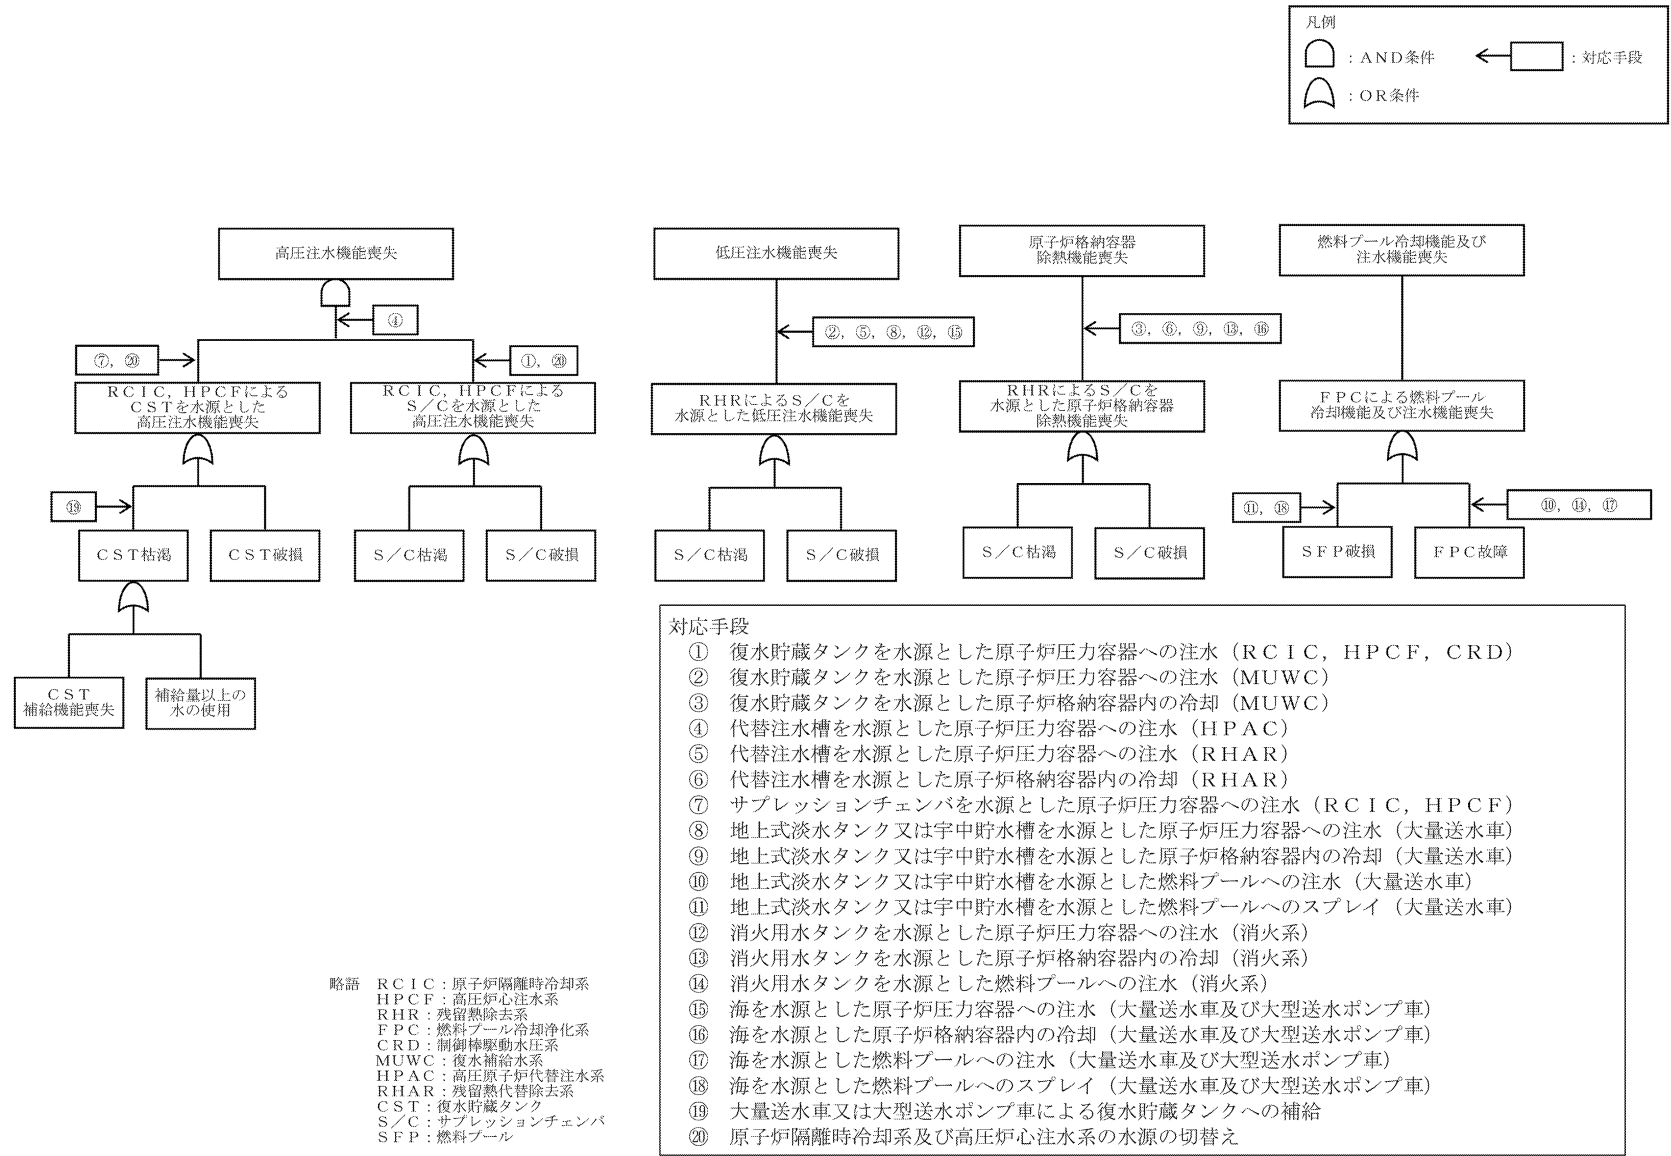 凡例
：ＡＮＤ条件
：対応手段
：ＯＲ条件
高圧注水機能喪失
低圧注水機能喪失
原子炉格納容器
除熱機能喪失
燃料プール冷却機能及び
注水機能喪失
④
②，⑤，⑧，⑫，⑮
③，⑥，⑨，⑬，⑯
⑦，⑳
①，⑳
ＲＣＩＣ，ＨＰＣＦによる
ＣＳＴを水源とした
高圧注水機能喪失
ＲＣＩＣ，ＨＰＣＦによる
Ｓ／Ｃを水源とした
高圧注水機能喪失
ＲＨＲによるＳ／Ｃを
水源とした低圧注水機能喪失
ＲＨＲによるＳ／Ｃを
水源とした原子炉格納容器
除熱機能喪失
ＦＰＣによる燃料プール
冷却機能及び注水機能喪失
⑲
⑪，⑱
⑩，⑭，⑰
ＣＳＴ枯渇
ＣＳＴ破損
Ｓ／Ｃ枯渇
Ｓ／Ｃ破損
Ｓ／Ｃ枯渇
Ｓ／Ｃ破損
Ｓ／Ｃ枯渇
Ｓ／Ｃ破損
ＳＦＰ破損
ＦＰＣ故障
ＣＳＴ
補給機能喪失
補給量以上の
水の使用
対応手段
①　復水貯蔵タンクを水源とした原子炉圧力容器への注水（ＲＣＩＣ，ＨＰＣＦ，ＣＲＤ）
②　復水貯蔵タンクを水源とした原子炉圧力容器への注水（ＭＵＷＣ）
③　復水貯蔵タンクを水源とした原子炉格納容器内の冷却（ＭＵＷＣ）
④　代替注水槽を水源とした原子炉圧力容器への注水（ＨＰＡＣ）
⑤　代替注水槽を水源とした原子炉圧力容器への注水（ＲＨＡＲ）
⑥　代替注水槽を水源とした原子炉格納容器内の冷却（ＲＨＡＲ）
⑦　サプレッションチェンバを水源とした原子炉圧力容器への注水（ＲＣＩＣ，ＨＰＣＦ）
⑧　地上式淡水タンク又は宇中貯水槽を水源とした原子炉圧力容器への注水（大量送水車）
⑨　地上式淡水タンク又は宇中貯水槽を水源とした原子炉格納容器内の冷却（大量送水車）
⑩　地上式淡水タンク又は宇中貯水槽を水源とした燃料プールへの注水（大量送水車）
⑪　地上式淡水タンク又は宇中貯水槽を水源とした燃料プールへのスプレイ（大量送水車）
⑫　消火用水タンクを水源とした原子炉圧力容器への注水（消火系）
⑬　消火用水タンクを水源とした原子炉格納容器内の冷却（消火系）
⑭　消火用水タンクを水源とした燃料プールへの注水（消火系）
⑮　海を水源とした原子炉圧力容器への注水（大量送水車及び大型送水ポンプ車）
⑯　海を水源とした原子炉格納容器内の冷却（大量送水車及び大型送水ポンプ車）
⑰　海を水源とした燃料プールへの注水（大量送水車及び大型送水ポンプ車）
⑱　海を水源とした燃料プールへのスプレイ（大量送水車及び大型送水ポンプ車）
⑲　大量送水車又は大型送水ポンプ車による復水貯蔵タンクへの補給
⑳　原子炉隔離時冷却系及び高圧炉心注水系の水源の切替え
略語　ＲＣＩＣ：原子炉隔離時冷却系
ＨＰＣＦ：高圧炉心注水系
ＲＨＲ：残留熱除去系
ＦＰＣ：燃料プール冷却浄化系
ＣＲＤ：制御棒駆動水圧系
ＭＵＷＣ：復水補給水系
ＨＰＡＣ：高圧原子炉代替注水系
ＲＨＡＲ：残留熱代替除去系
ＣＳＴ：復水貯蔵タンク
Ｓ／Ｃ：サプレッションチェンバ
ＳＦＰ：燃料プール